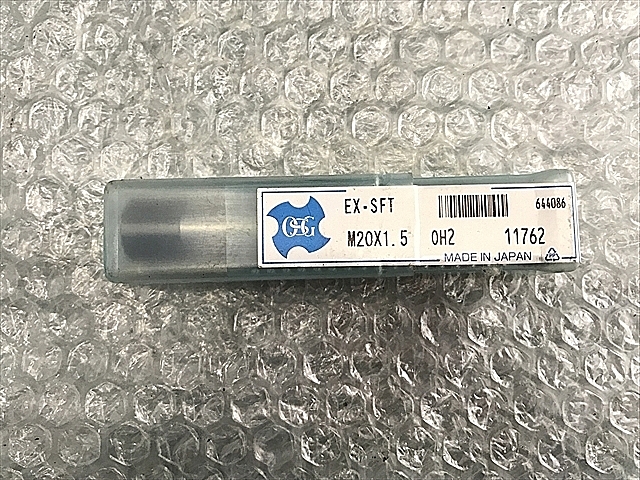 OSG
EX-SFT 644086
M20X1.5 OH2 11762
MADE IN JAPAN